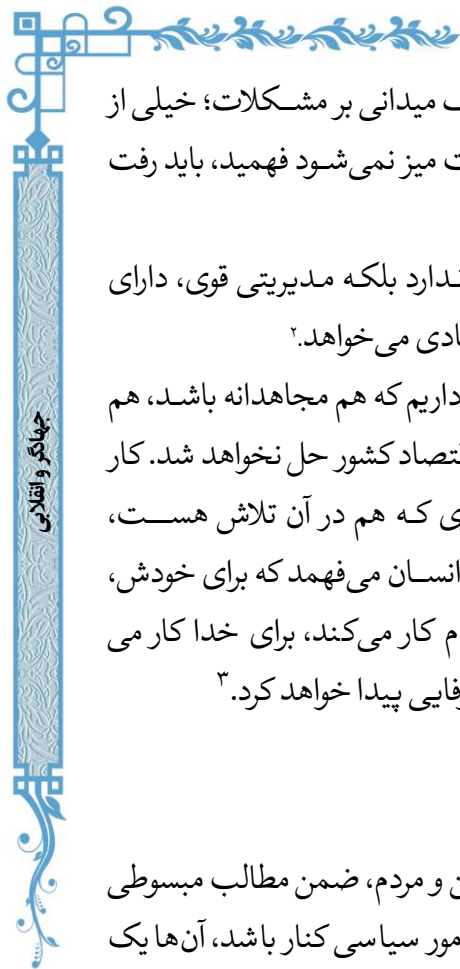 ف میدانی بر مشکلات؛ خیلی از
ت میز نمی‌شود فهمید، باید رفت
دارد بلکه مدیریتی قوی، دارای
ادی می‌خواهد.۲
داریم که هم مجاهدانه باشد، هم
تصاد کشور حل نخواهد شد. کار
ی که هم در آن تلاش هست،
انسان می‌فهمد که برای خودش،
م کار می‌کند، برای خدا کار می
وفایی پیدا خواهد کرد.۳
ن و مردم، ضمن مطالب مبسوطی
مور سیاسی کنار باشد، آن‌ها یک
جهادگر و انقلابی